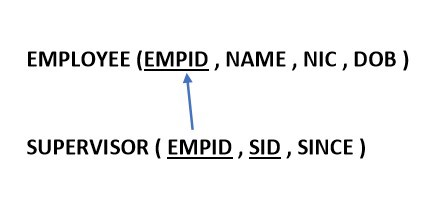 EMPLOYEE (EMPID , NAME , NIC , DOB )
SUPERVISOR ( EMPID , SID , SINCE )